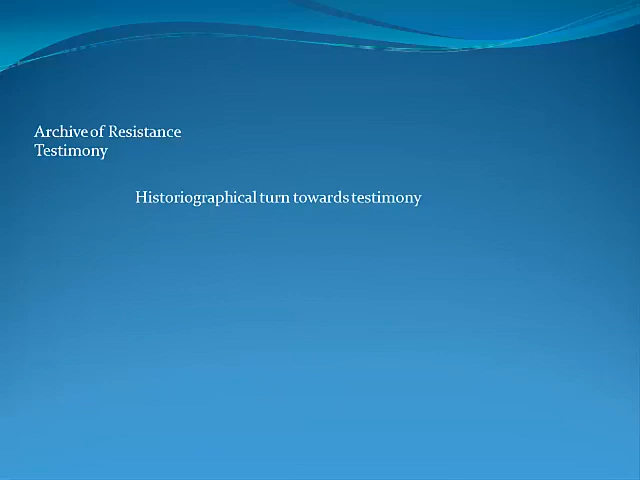 Archive of Resistance
Testimony
Historiographical turn towards testimony